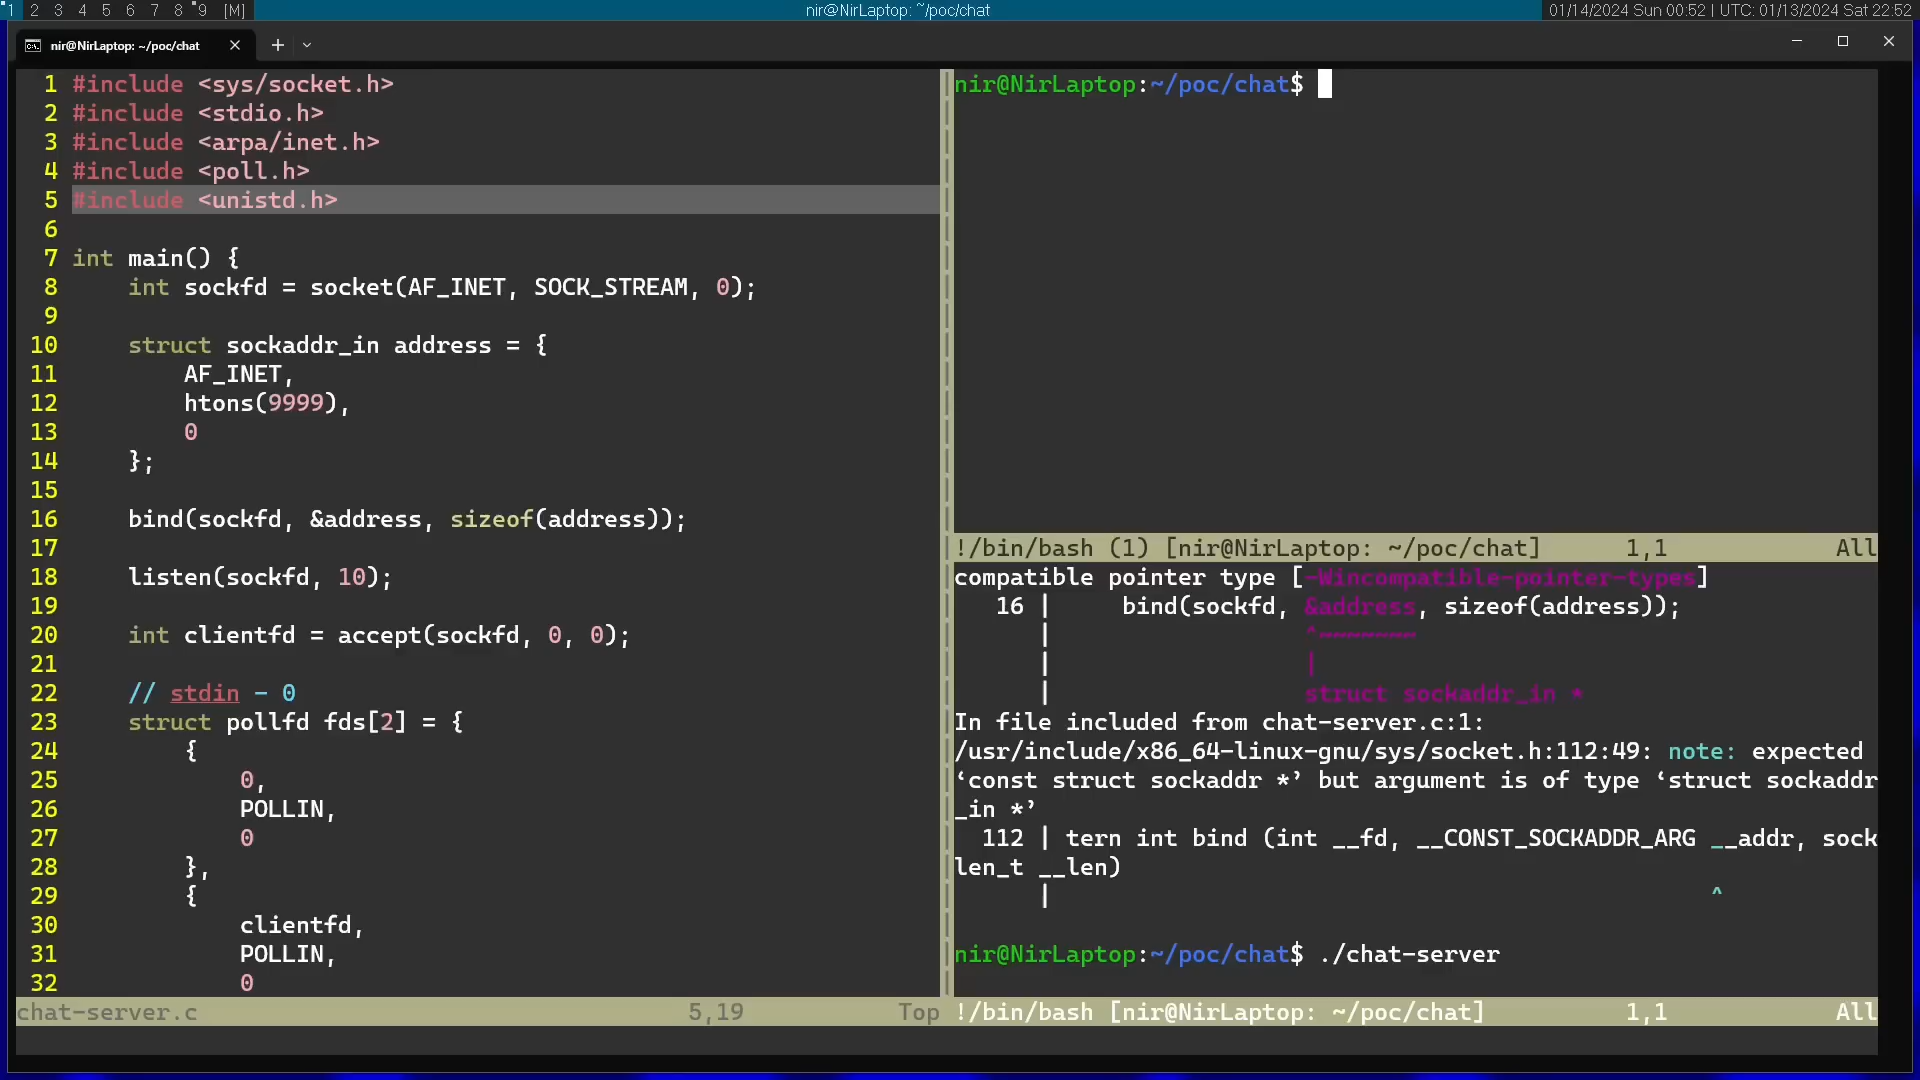 1 2 3 4 5 6 7 8 9 [M]
nir@NirLaptop: ~/poc/chat
01/14/2024 Sun 00:52 | UTC: 01/13/2024 Sat 22:52
nir@NirLaptop: ~/poc/chat
1 #include <sys/socket.h>
2 #include <stdio.h>
3 #include <arpa/inet.h>
4 #include <poll.h>
5 #include <unistd.h>
6
7 int main() {
8     int sockfd = socket(AF_INET, SOCK_STREAM, 0);
9
10     struct sockaddr_in address = {
11         AF_INET,
12         htons(9999),
13         0
14     };
15
16     bind(sockfd, &address, sizeof(address));
17
18     listen(sockfd, 10);
19
20     int clientfd = accept(sockfd, 0, 0);
21
22     // stdin - 0
23     struct pollfd fds[2] = {
24         {
25             0,
26             POLLIN,
27             0
28         },
29         {
30             clientfd,
31             POLLIN,
32             0
chat-server.c 5,19 Top
nir@NirLaptop:~/poc/chat$
!/bin/bash (1) [nir@NirLaptop: ~/poc/chat] 1,1 All
compatible pointer type [-Wincompatible-pointer-types]
   16 |     bind(sockfd, &address, sizeof(address));
      |                  ^~~~~~~~
      |                  |
      |                  struct sockaddr_in *
In file included from chat-server.c:1:
/usr/include/x86_64-linux-gnu/sys/socket.h:112:49: note: expected
‘const struct sockaddr *’ but argument is of type ‘struct sockaddr
_in *’
  112 | tern int bind (int __fd, __CONST_SOCKADDR_ARG __addr, sock
len_t __len)
      |                                               ^
nir@NirLaptop:~/poc/chat$ ./chat-server
!/bin/bash [nir@NirLaptop: ~/poc/chat] 1,1 All